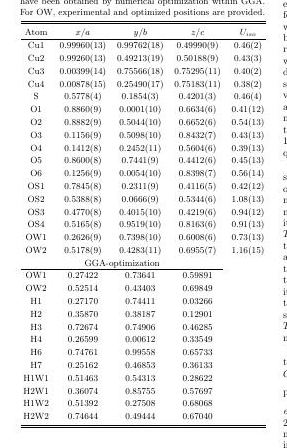 have been obtained by numerical optimization within GGA.
For OW, experimental and optimized positions are provided.
Atom x/a y/b z/c Uiso
Cu1 0.99960(13) 0.99762(18) 0.49990(9) 0.46(2)
Cu2 0.99260(13) 0.49213(19) 0.50188(9) 0.43(3)
Cu3 0.00399(14) 0.75566(18) 0.75295(11) 0.40(2)
Cu4 0.00878(15) 0.25490(17) 0.75183(11) 0.38(2)
S 0.5778(4) 0.1854(3) 0.4201(3) 0.46(4)
O1 0.8860(9) 0.0001(10) 0.6634(6) 0.41(12)
O2 0.8882(9) 0.5044(10) 0.6652(6) 0.54(13)
O3 0.1156(9) 0.5098(10) 0.8432(7) 0.43(13)
O4 0.1412(8) 0.2452(11) 0.5604(6) 0.39(13)
O5 0.8600(8) 0.7441(9) 0.4412(6) 0.45(13)
O6 0.1256(9) 0.0054(10) 0.8398(7) 0.56(14)
OS1 0.7845(8) 0.2311(9) 0.4116(5) 0.42(12)
OS2 0.5388(8) 0.0666(9) 0.5344(6) 1.08(13)
OS3 0.4770(8) 0.4015(10) 0.4219(6) 0.94(12)
OS4 0.5165(8) 0.9519(10) 0.8163(6) 0.91(13)
OW1 0.2626(9) 0.7398(10) 0.6008(6) 0.73(13)
OW2 0.5178(9) 0.4283(11) 0.6955(7) 1.16(15)
GGA-optimization
OW1 0.27422 0.73641 0.59891
OW2 0.52514 0.43403 0.69849
H1 0.27170 0.74411 0.03266
H2 0.35870 0.38187 0.12901
H3 0.72674 0.74906 0.46285
H4 0.26599 0.00612 0.33549
H6 0.74761 0.99558 0.65733
H7 0.25162 0.46853 0.36133
H1W1 0.51463 0.54313 0.28622
H2W1 0.36074 0.85755 0.57697
H1W2 0.51392 0.27508 0.68068
H2W2 0.74644 0.49444 0.67040